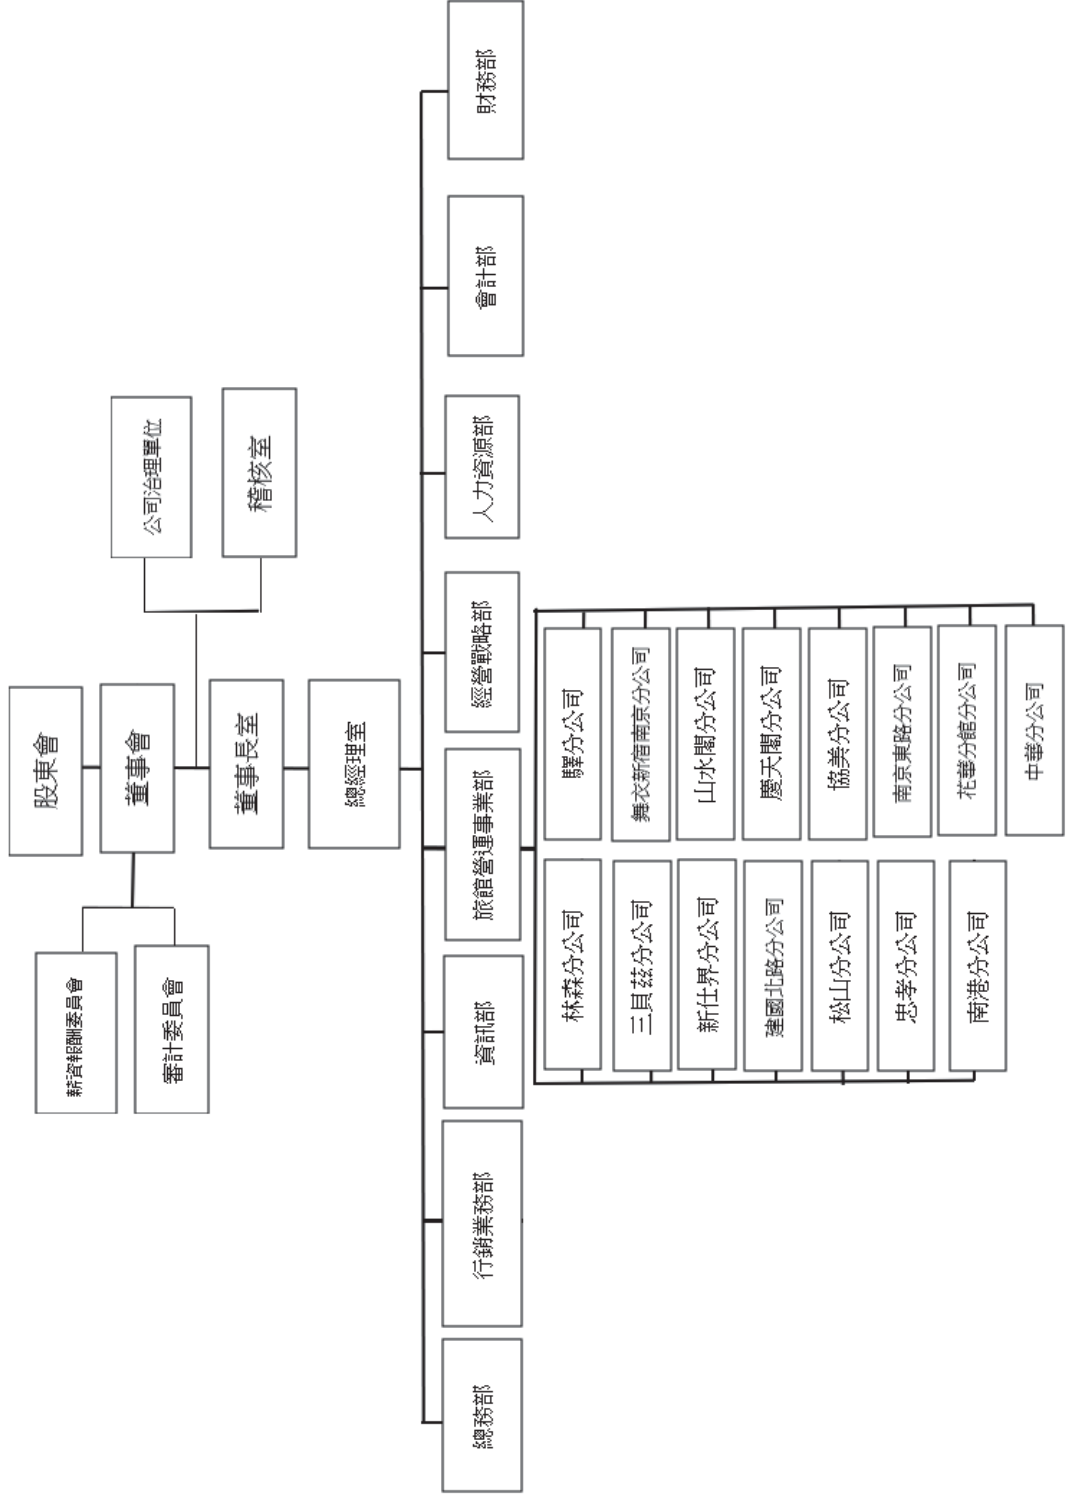 股東會
薪資報酬委員會
董事會
公司治理單位
審計委員會
董事長室
稽核室
總經理室
總務部
行銷業務部
資訊部
旅館營運事業部
經營戰略部
人力資源部
會計部
財務部
林森分公司
驛分公司
三貝茲分公司
舞衣新宿南京分公司
新仕界分公司
山水閣分公司
建國北路分公司
慶天閣分公司
松山分公司
協美分公司
忠孝分公司
南京東路分公司
南港分公司
花華分館分公司
中華分公司